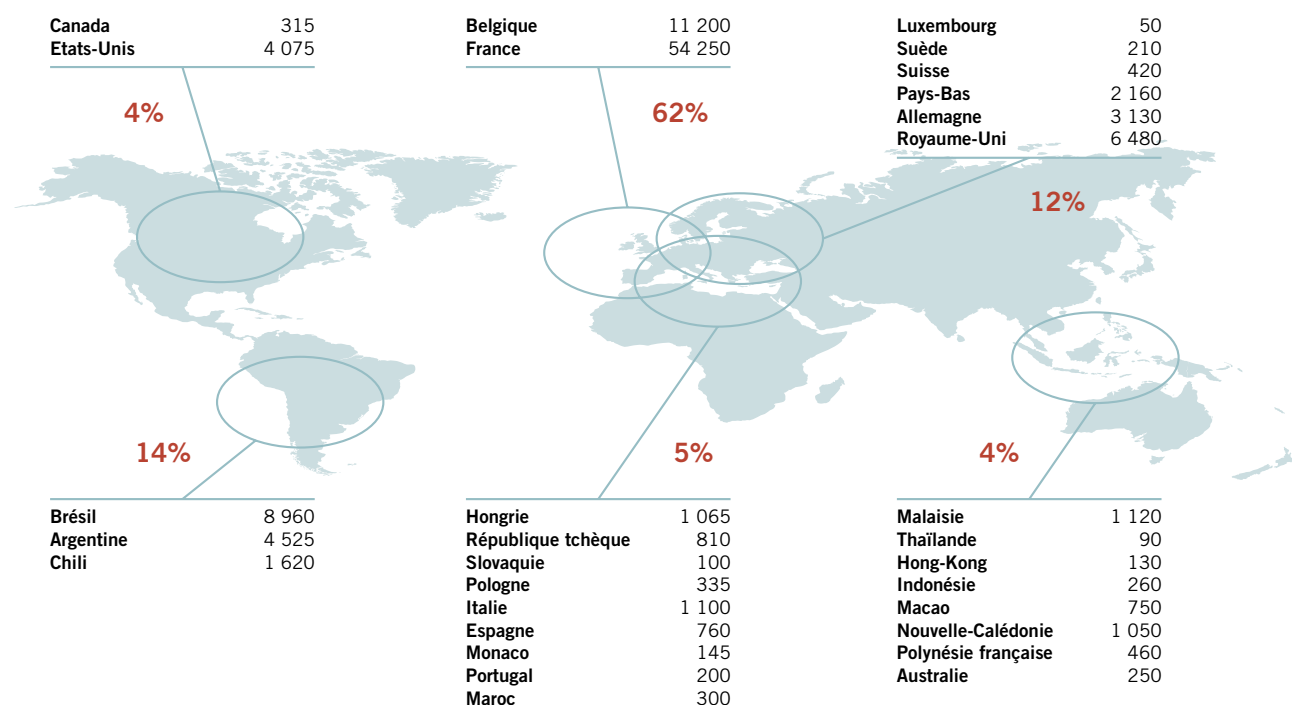 Canada 315
Etats-Unis 4 075
4%
Belgique 11 200
France 54 250
62%
Luxembourg 50
Suède 210
Suisse 420
Pays-Bas 2 160
Allemagne 3 130
Royaume-Uni 6 480
12%
14%
Brésil 8 960
Argentine 4 525
Chili 1 620
5%
Hongrie 1 065
République tchèque 810
Slovaquie 100
Pologne 335
Italie 1 100
Espagne 760
Monaco 145
Portugal 200
Maroc 300
4%
Malaisie 1 120
Thaïlande 90
Hong-Kong 130
Indonésie 260
Macao 750
Nouvelle-Calédonie 1 050
Polynésie française 460
Australie 250